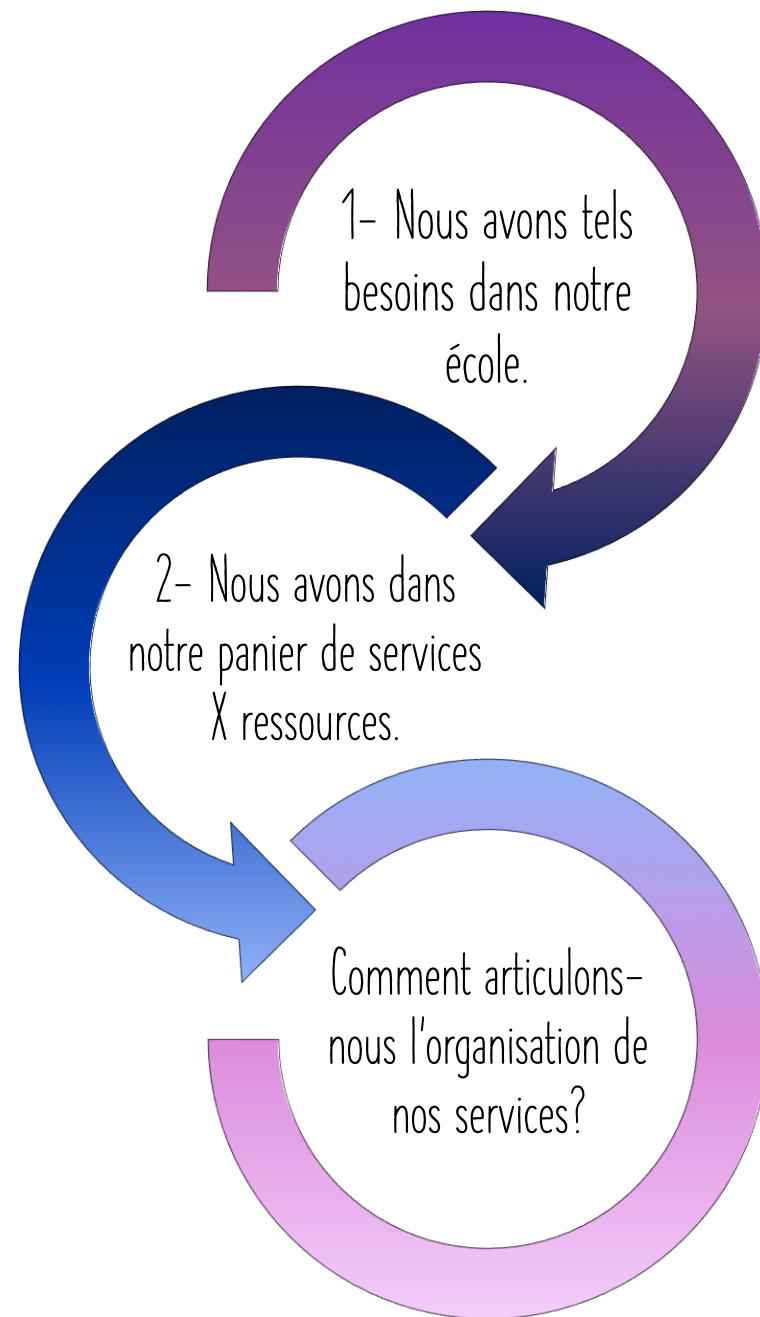 1- Nous avons tels
besoins dans notre
école.
2- Nous avons dans
notre panier de services
X ressources.
Comment articulons-
nous l'organisation de
nos services?